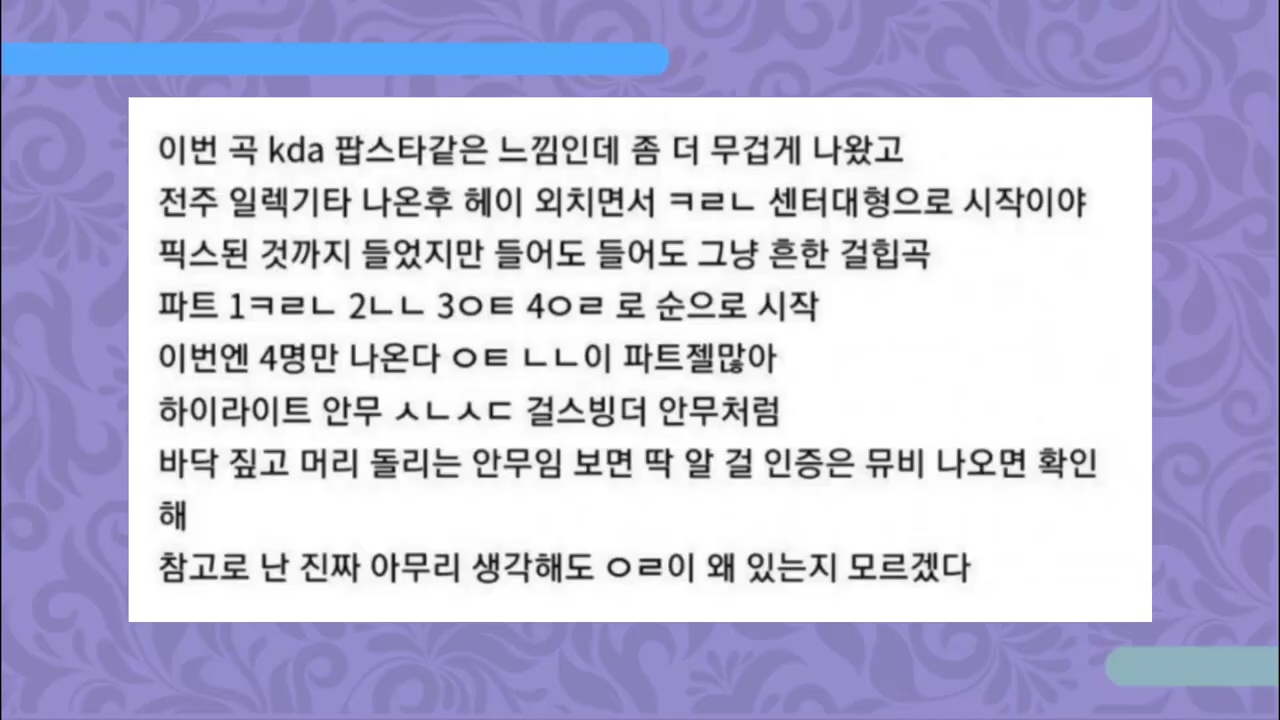 이번 곡 kda 팝스타같은 느낌인데 좀 더 무겁게 나왔고
전주 일렉기타 나온후 헤이 외치면서 ㅋㄹㄴ 센터대형으로 시작이야
픽스된 것까지 들었지만 들어도 들어도 그냥 흔한 걸힙곡
파트 1ㅋㄹㄴ 2ㄴㄴ 3ㅇㅌ 4ㅇㄹ 로 순으로 시작
이번엔 4명만 나온다 ㅇㅌ ㄴㄴ이 파트젤많아
하이라이트 안무 ㅅㄴㅅㄷ 걸스빙더 안무처럼
바닥 짚고 머리 돌리는 안무임 보면 딱 알 걸 인증은 뮤비 나오면 확인
해
참고로 난 진짜 아무리 생각해도 ㅇㄹ이 왜 있는지 모르겠다